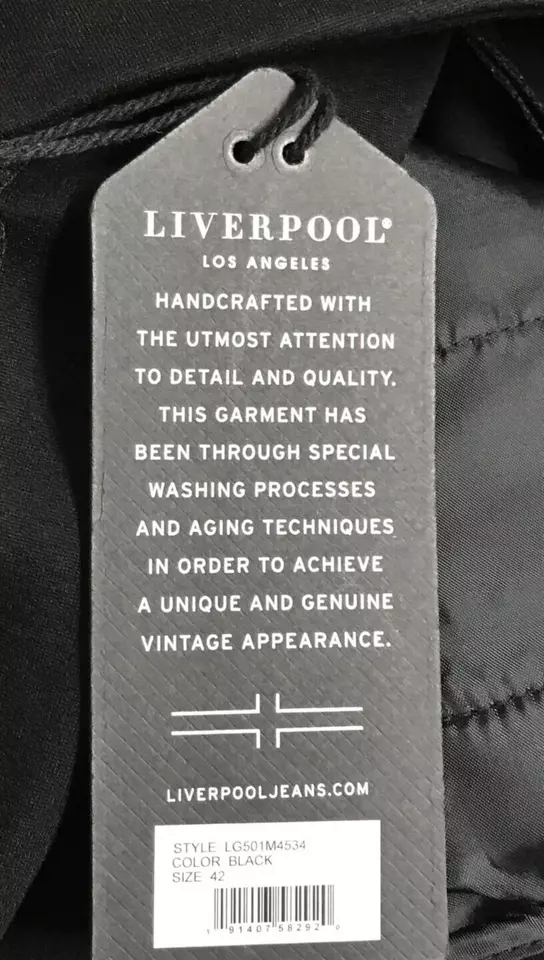 LIVERPOOL®
LOS ANGELES
HANDCRAFTED WITH
THE UTMOST ATTENTION
TO DETAIL AND QUALITY.
THIS GARMENT HAS
BEEN THROUGH SPECIAL
WASHING PROCESSES
AND AGING TECHNIQUES
IN ORDER TO ACHIEVE
A UNIQUE AND GENUINE
VINTAGE APPEARANCE.
LIVERPOOLJEANS.COM
STYLE LG501M4534
COLOR BLACK
SIZE 42
1 91407 58292 0